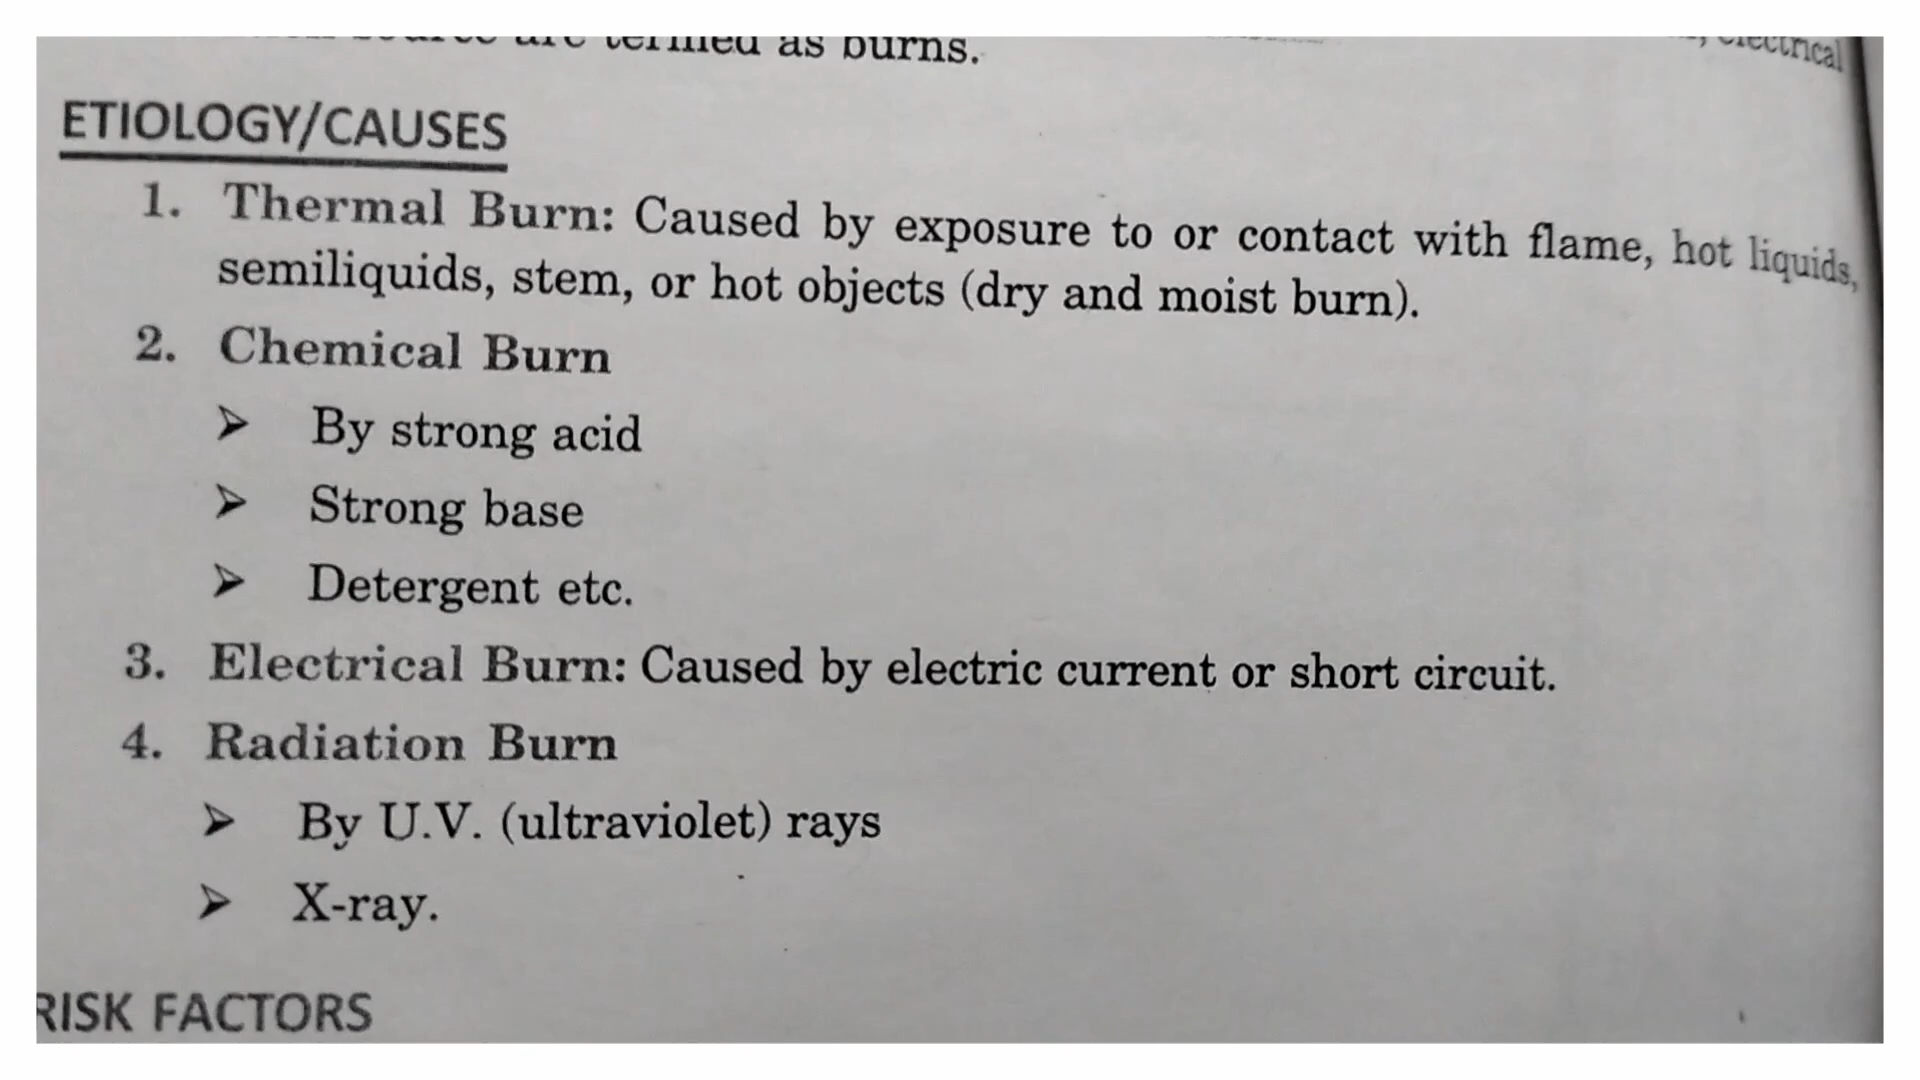 are termed as burns.
electrical
ETIOLOGY/CAUSES
1. Thermal Burn: Caused by exposure to or contact with flame, hot liquids,
semiliquids, stem, or hot objects (dry and moist burn).
2. Chemical Burn
➤ By strong acid
➤ Strong base
➤ Detergent etc.
3. Electrical Burn: Caused by electric current or short circuit.
4. Radiation Burn
➤ By U.V. (ultraviolet) rays
➤ X-ray.
RISK FACTORS